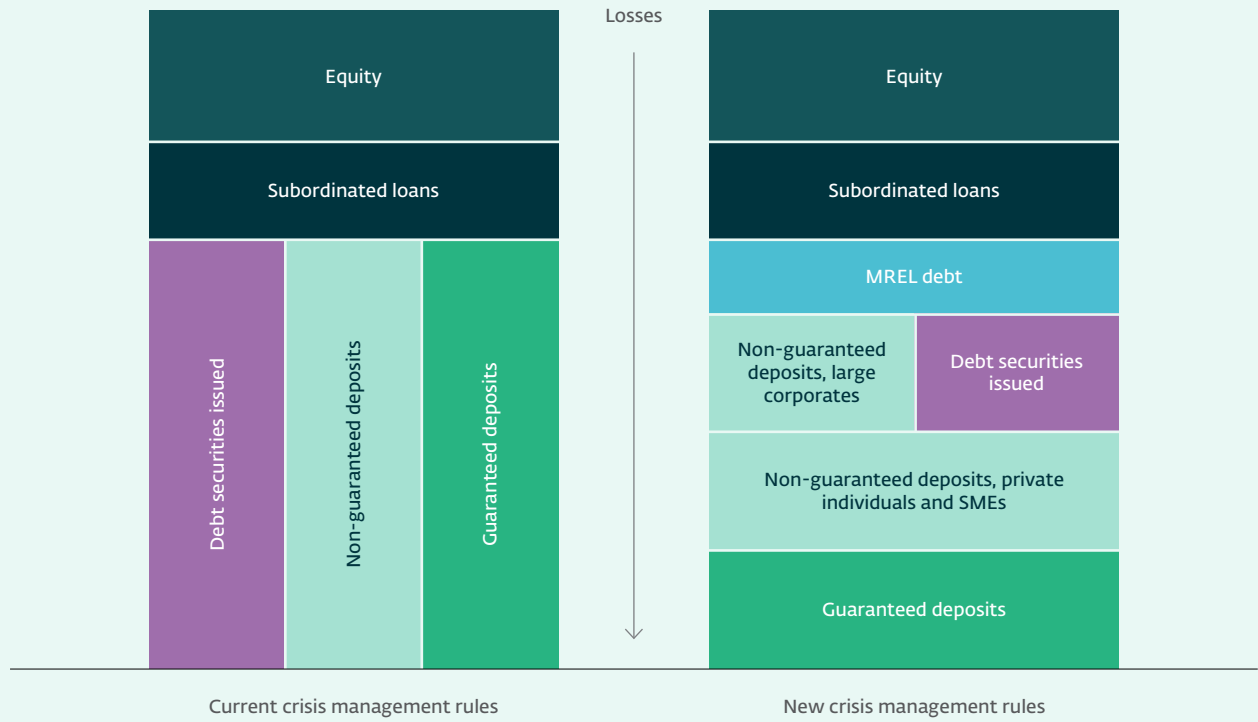 Losses
Equity
Subordinated loans
Debt securities issued
Non-guaranteed deposits
Guaranteed deposits
Current crisis management rules
Equity
Subordinated loans
MREL debt
Non-guaranteed
deposits, large
corporates
Debt securities
issued
Non-guaranteed deposits, private
individuals and SMEs
Guaranteed deposits
New crisis management rules